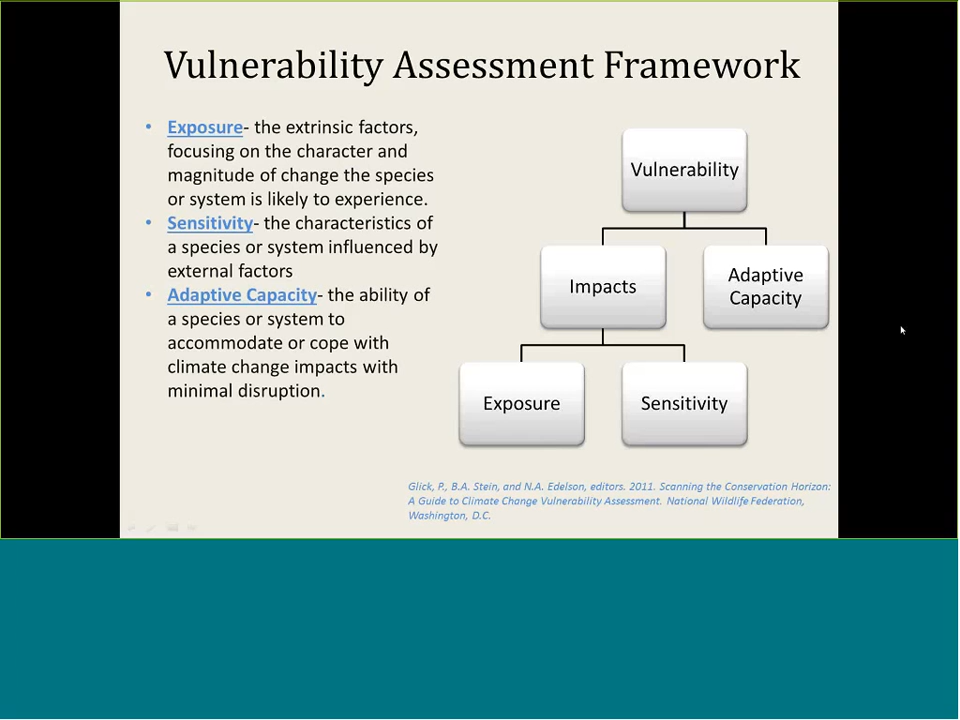 Vulnerability Assessment Framework
• Exposure- the extrinsic factors,
focusing on the character and
magnitude of change the species
or system is likely to experience.
• Sensitivity- the characteristics of
a species or system influenced by
external factors
• Adaptive Capacity- the ability of
a species or system to
accommodate or cope with
climate change impacts with
minimal disruption.
Vulnerability
Impacts
Adaptive
Capacity
Exposure
Sensitivity
Glick, P., B.A. Stein, and N.A. Edelson, editors. 2011. Scanning the Conservation Horizon:
A Guide to Climate Change Vulnerability Assessment. National Wildlife Federation,
Washington, D.C.